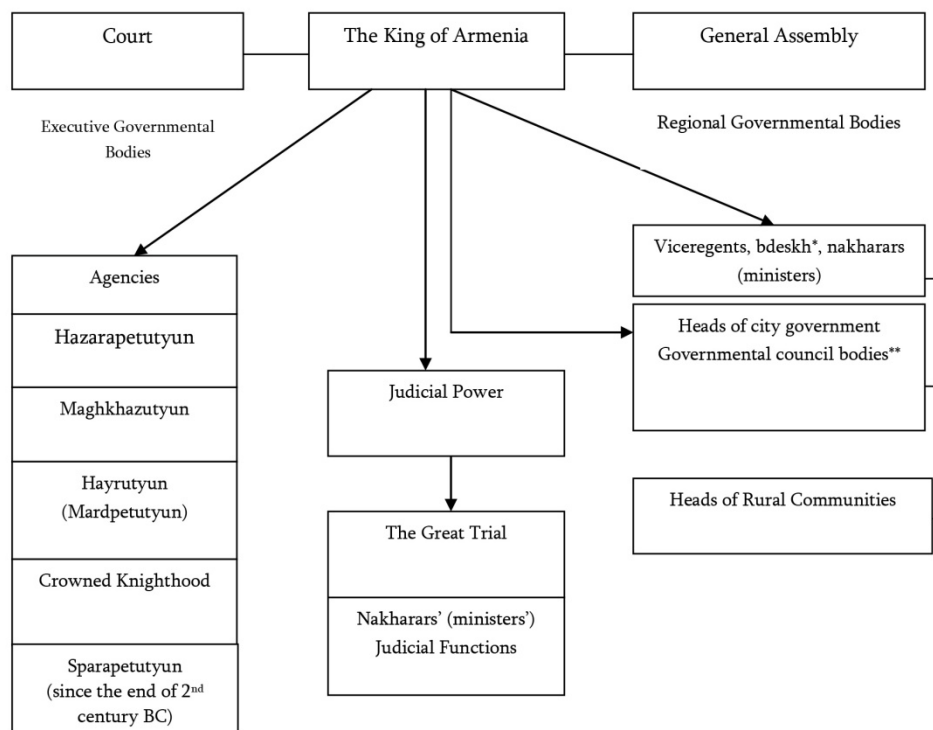 Court
The King of Armenia
General Assembly
Executive Governmental
Bodies
Regional Governmental Bodies
Agencies
Hazarapetutyun
Maghkhazutyun
Hayrutyun
(Mardpetutyun)
Crowned Knighthood
Sparapetutyun
(since the end of 2nd
century BC)
Judicial Power
The Great Trial
Nakharars’ (ministers’)
Judicial Functions
Viceregents, bdeskh*, nakharars
(ministers)
Heads of city government
Governmental council bodies**
Heads of Rural Communities